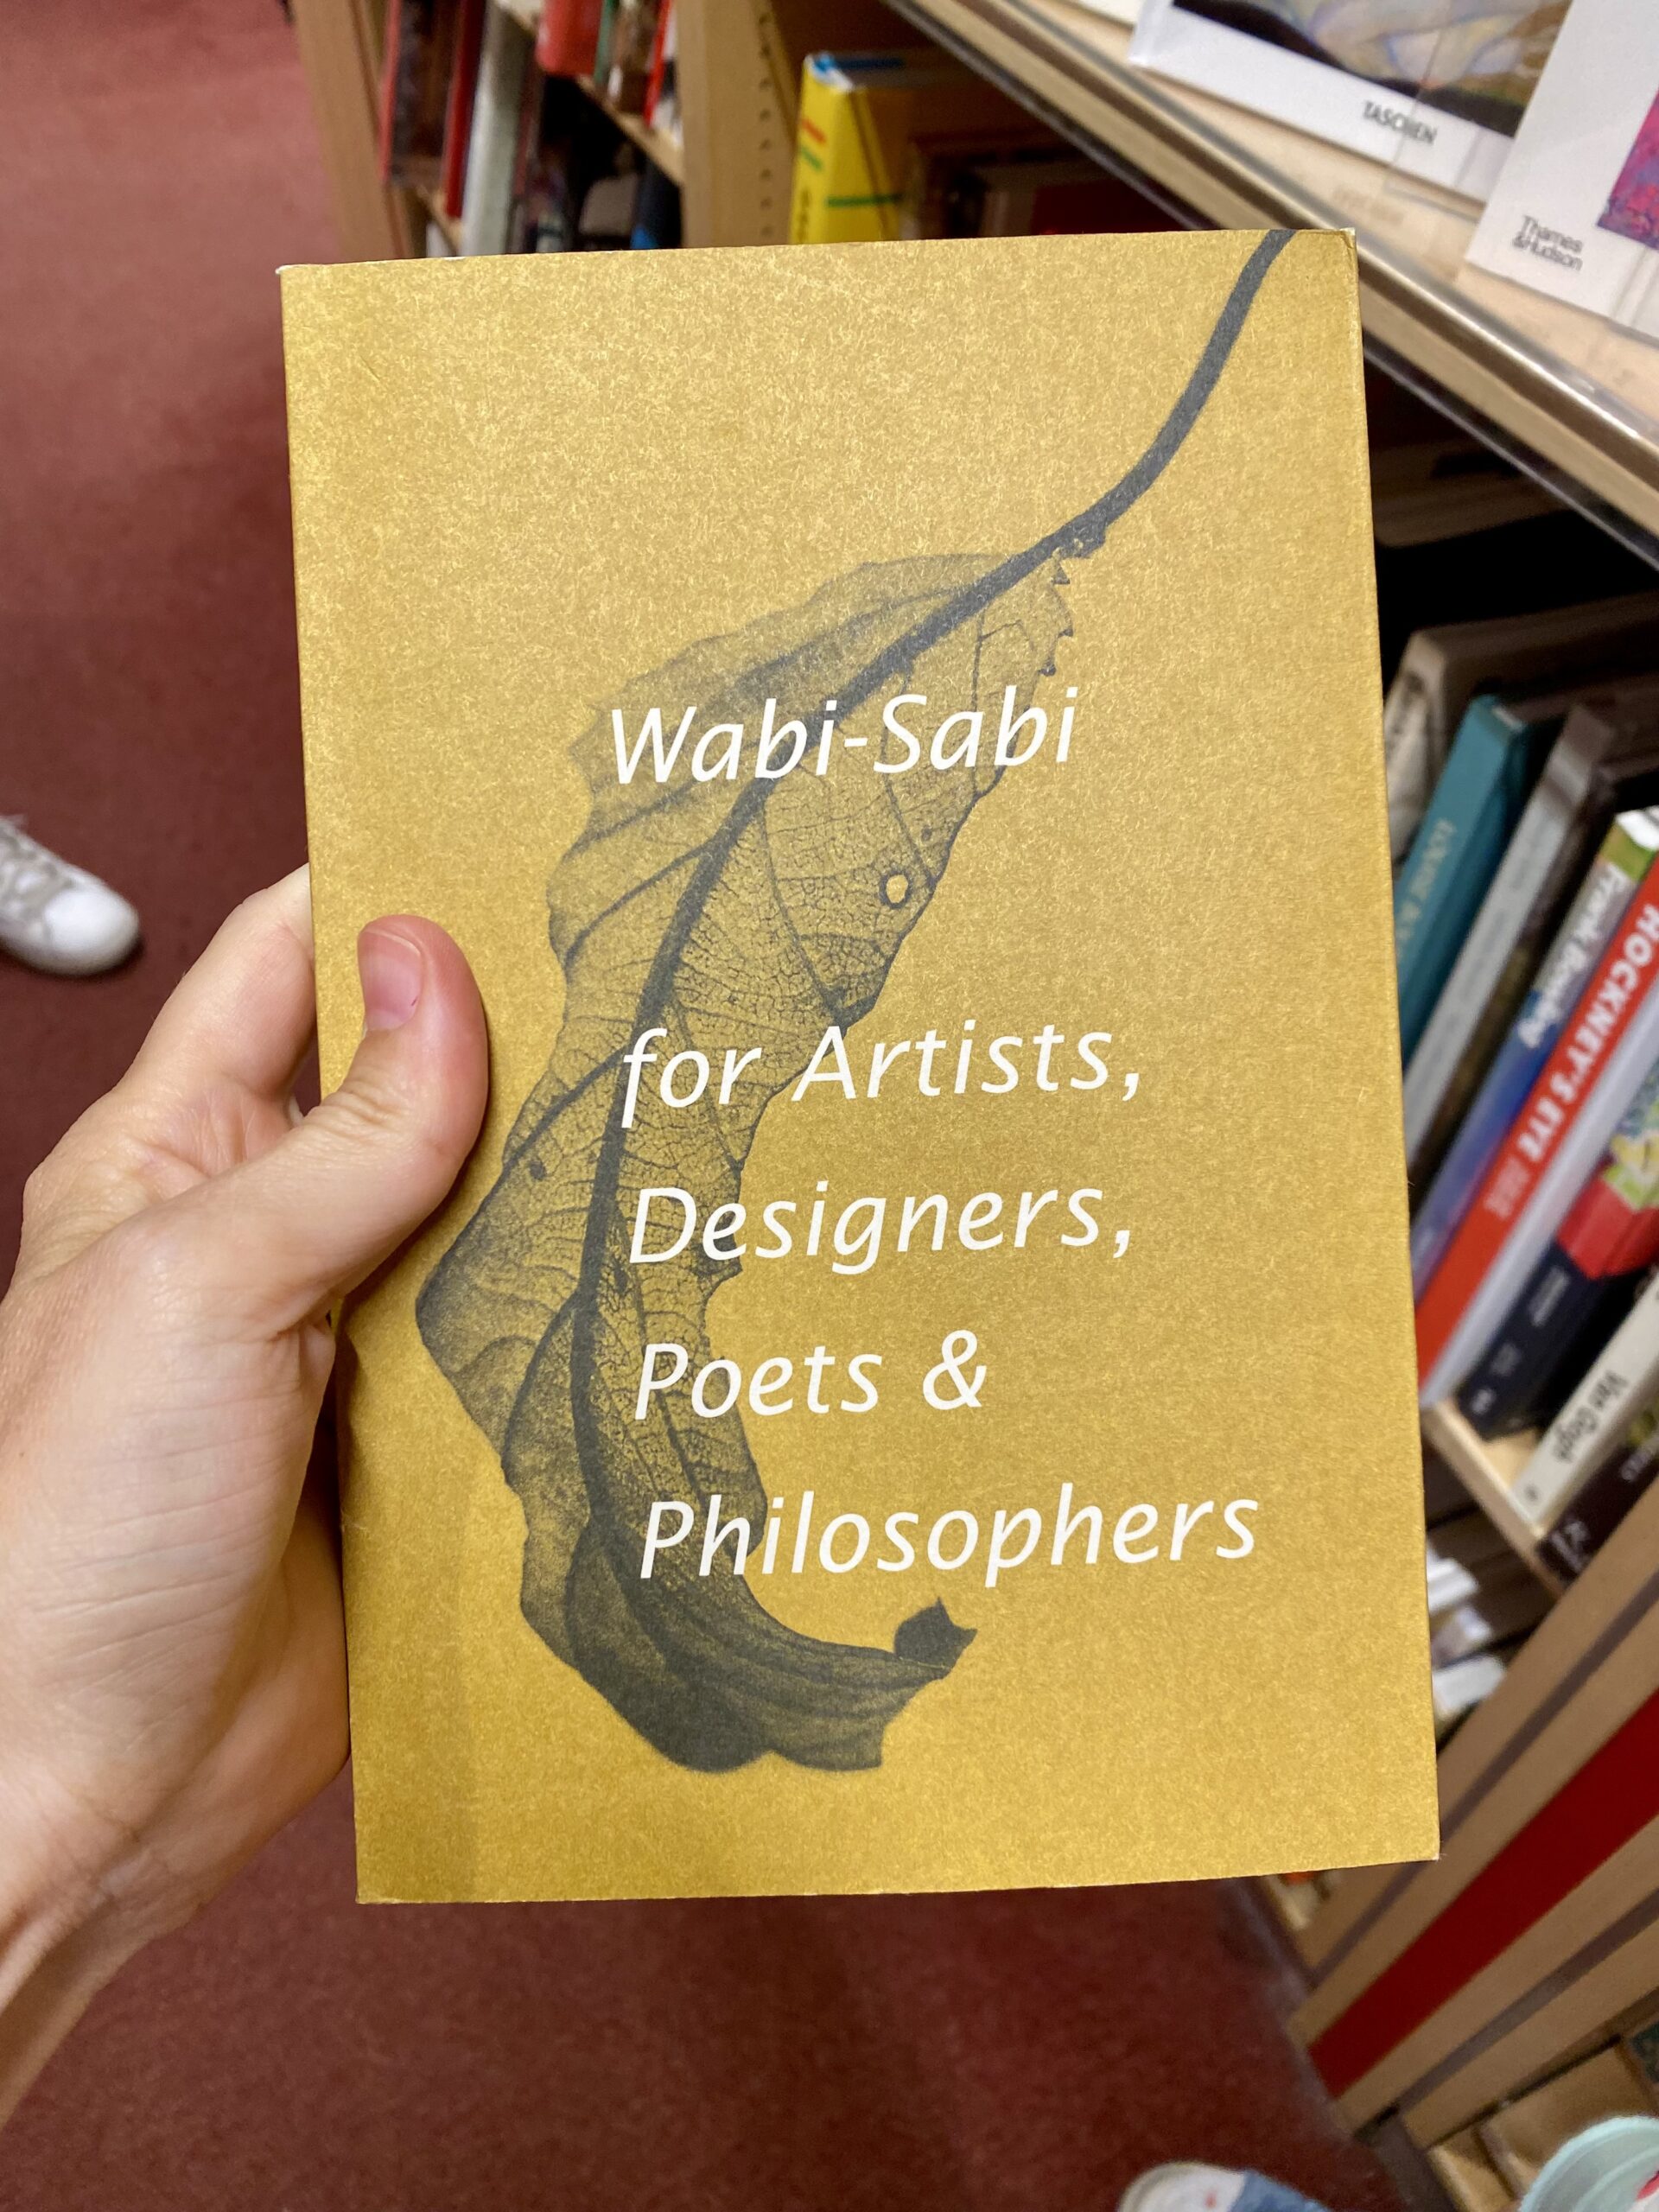 TASCHEN
Thames
&Hudson
Wabi-Sabi
for Artists,
Designers,
Poets &
Philosophers
HOCKNEY'S EYE
Van Gogh